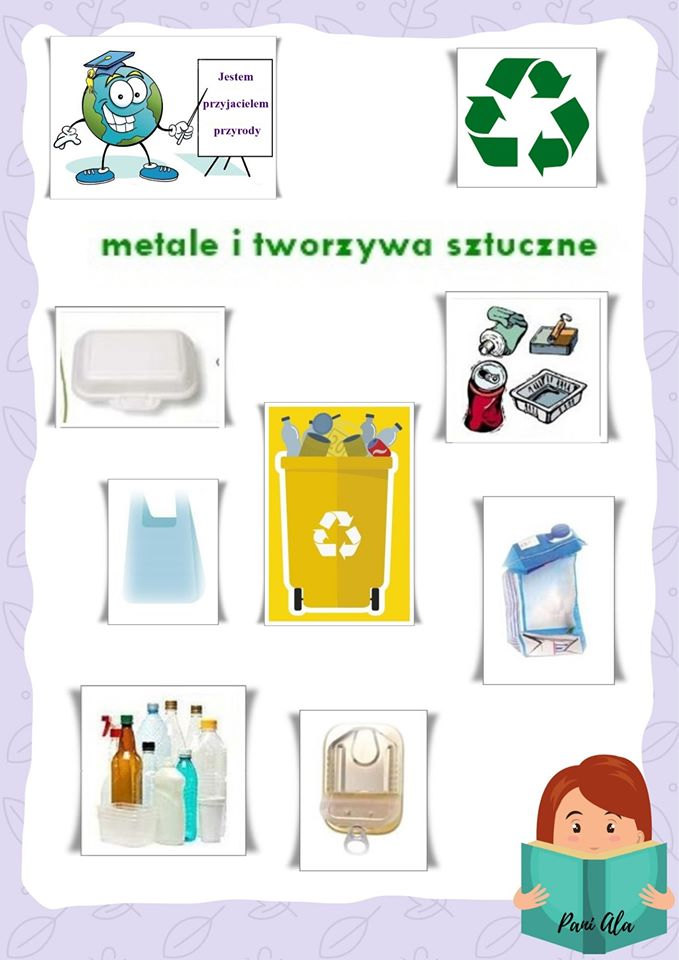 Jestem
przyjacielem
przyrody
metale i tworzywa sztuczne
Pani Ala